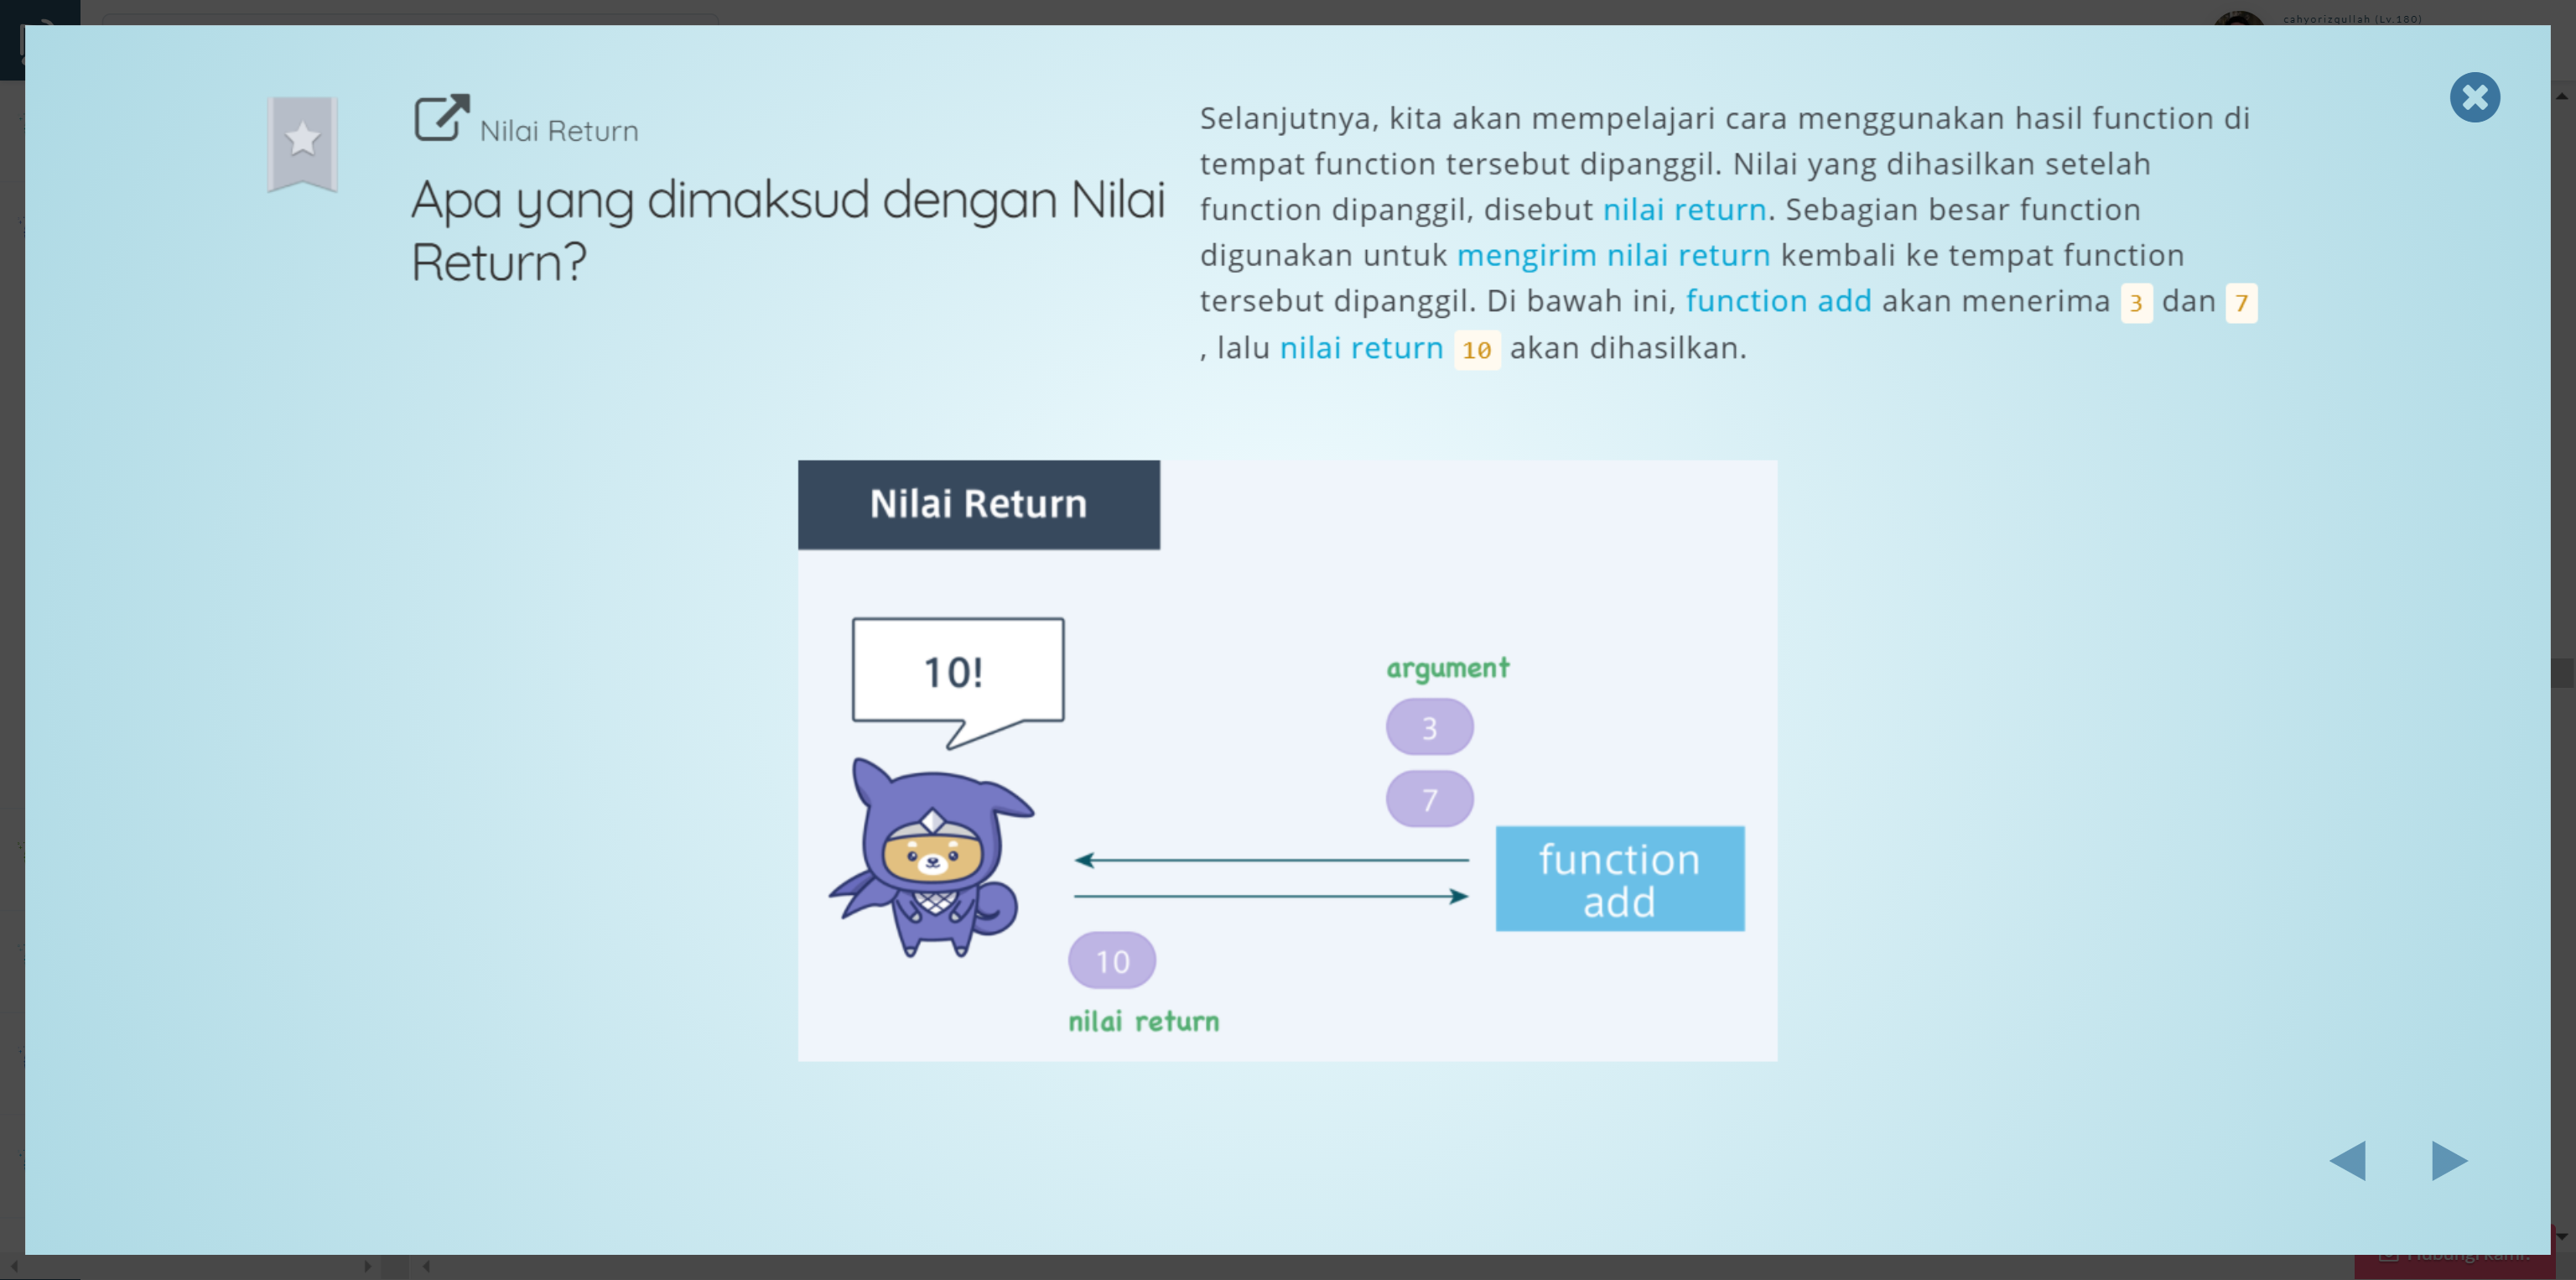 cahyorizqullah (Lv.180)
Nilai Return
Apa yang dimaksud dengan Nilai
Return?
Selanjutnya, kita akan mempelajari cara menggunakan hasil function di
tempat function tersebut dipanggil. Nilai yang dihasilkan setelah
function dipanggil, disebut nilai return. Sebagian besar function
digunakan untuk mengirim nilai return kembali ke tempat function
tersebut dipanggil. Di bawah ini, function add akan menerima 3 dan 7
, lalu nilai return 10 akan dihasilkan.
Nilai Return
10!
argument
3
7
function
add
10
nilai return
Hubungi kami!